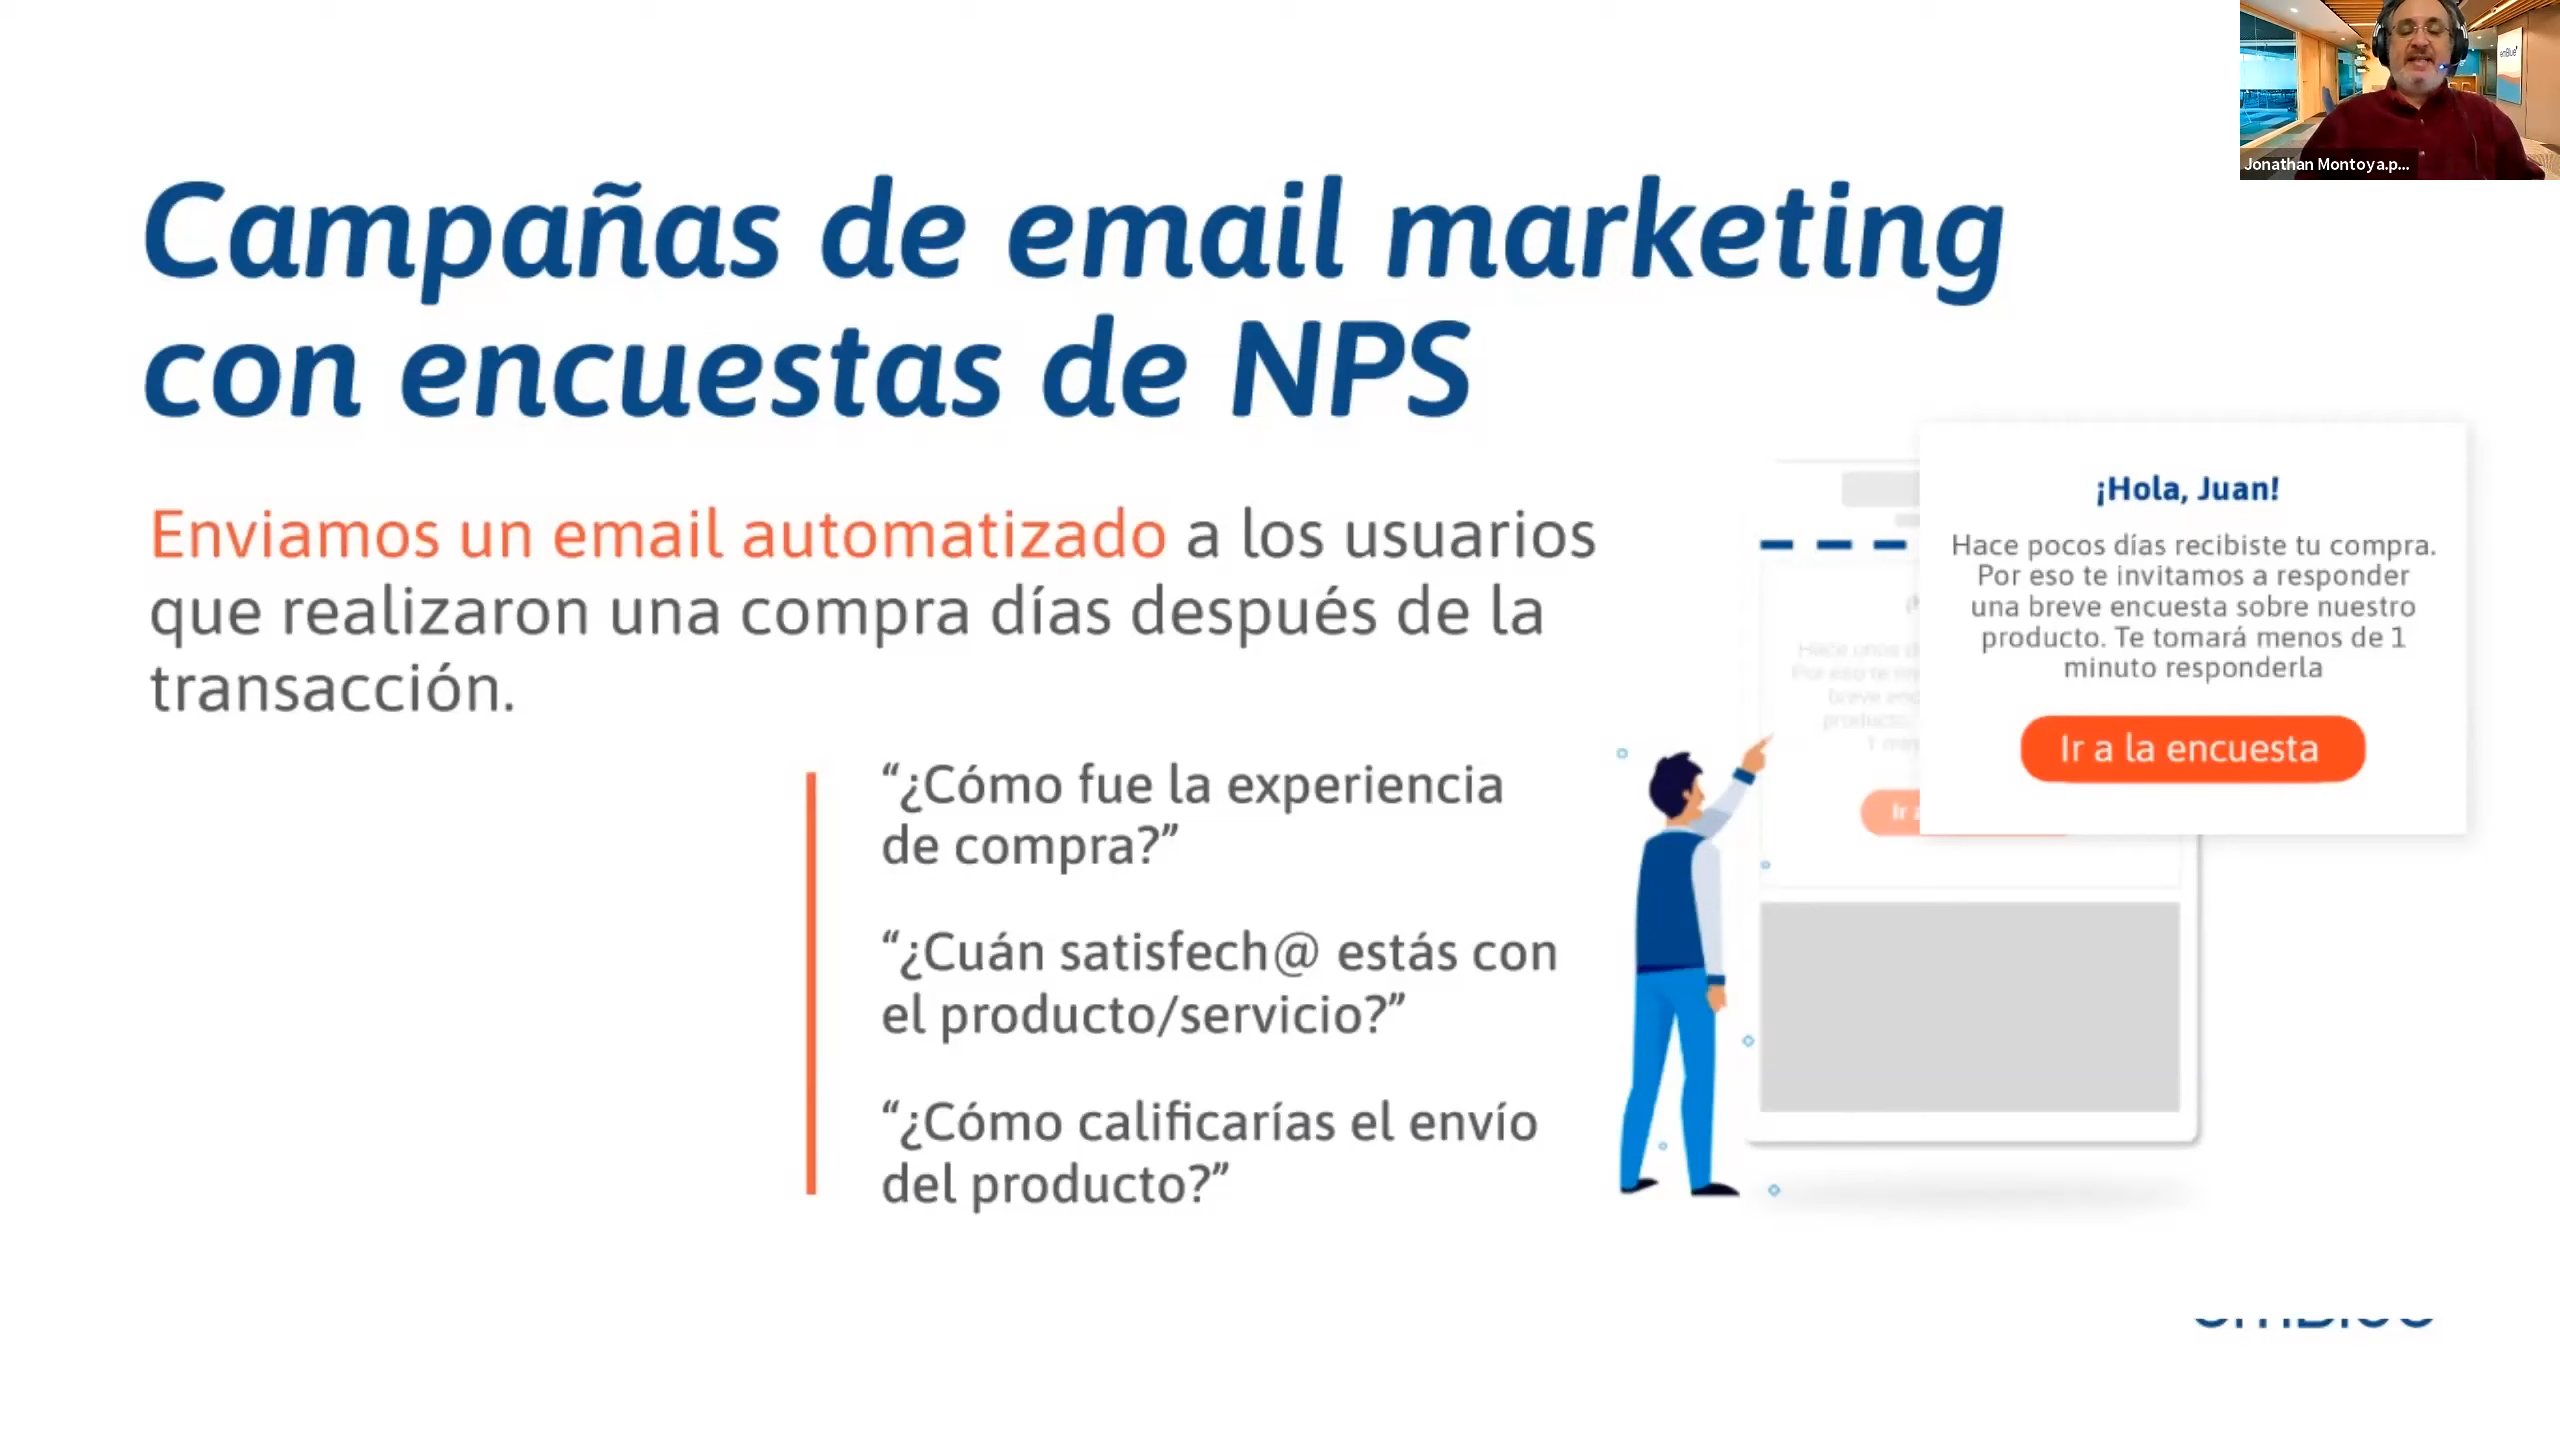 Jonathan Montoya.p...
Campañas de email marketing
con encuestas de NPS
Enviamos un email automatizado a los usuarios
que realizaron una compra días después de la
transacción.
“¿Cómo fue la experiencia
de compra?”
“¿Cuán satisfech@ estás con
el producto/servicio?”
“¿Cómo calificarías el envío
del producto?”
¡Hola, Juan!
Hace pocos días recibiste tu compra.
Por eso te invitamos a responder
una breve encuesta sobre nuestro
producto. Te tomará menos de 1
minuto responderla
Ir a la encuesta